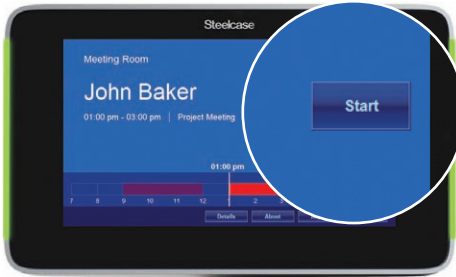 Steelcase
Meeting Room
John Baker
01:00 pm - 03:00 pm | Project Meeting
Start
01:00 pm
7 8 9 10 11 12 1 2
Details About